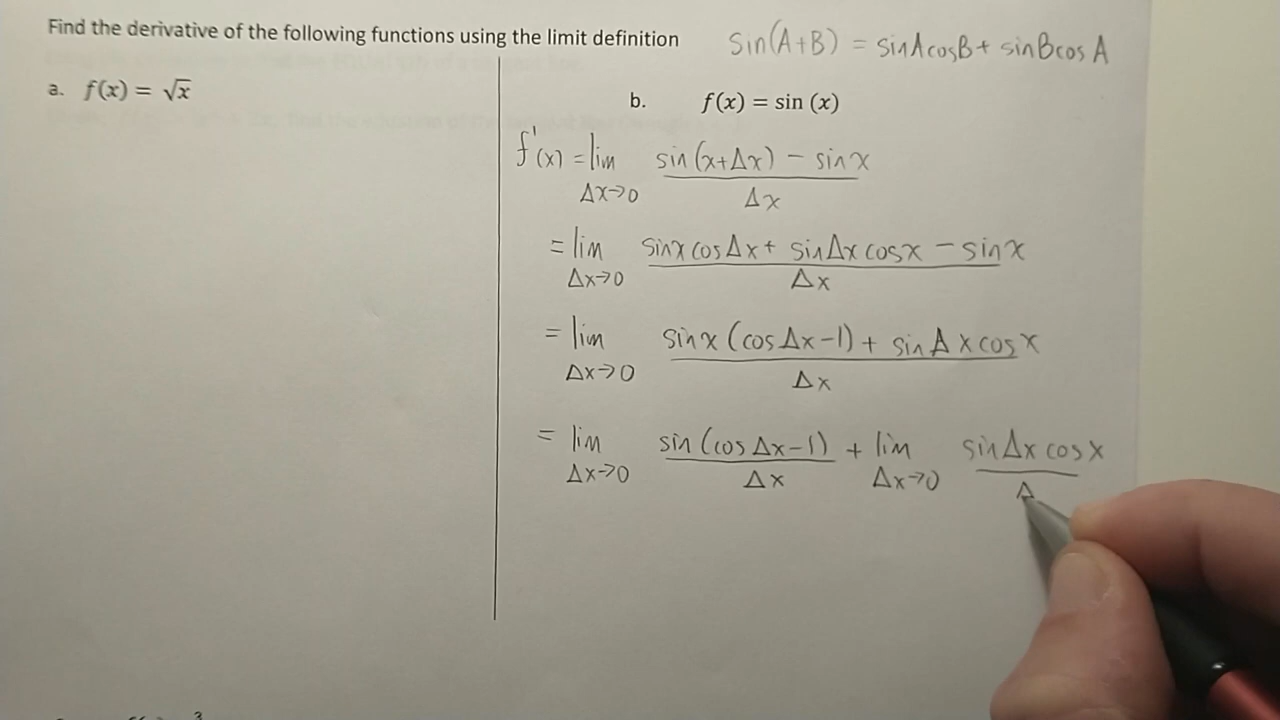 Find the derivative of the following functions using the limit definition
sin(A+B) = sinAcosB + sinBcosA
a. f(x) = √x
b. f(x) = sin (x)
f'(x) = lim Δx→0 sin(x+Δx) − sinx / Δx
= lim Δx→0 sinx cosΔx + sinΔx cosx − sinx / Δx
= lim Δx→0 sinx (cosΔx−1) + sinΔx cosx / Δx
= lim Δx→0 sin (cosΔx−1) / Δx + lim Δx→0 sinΔx cosx / Δ